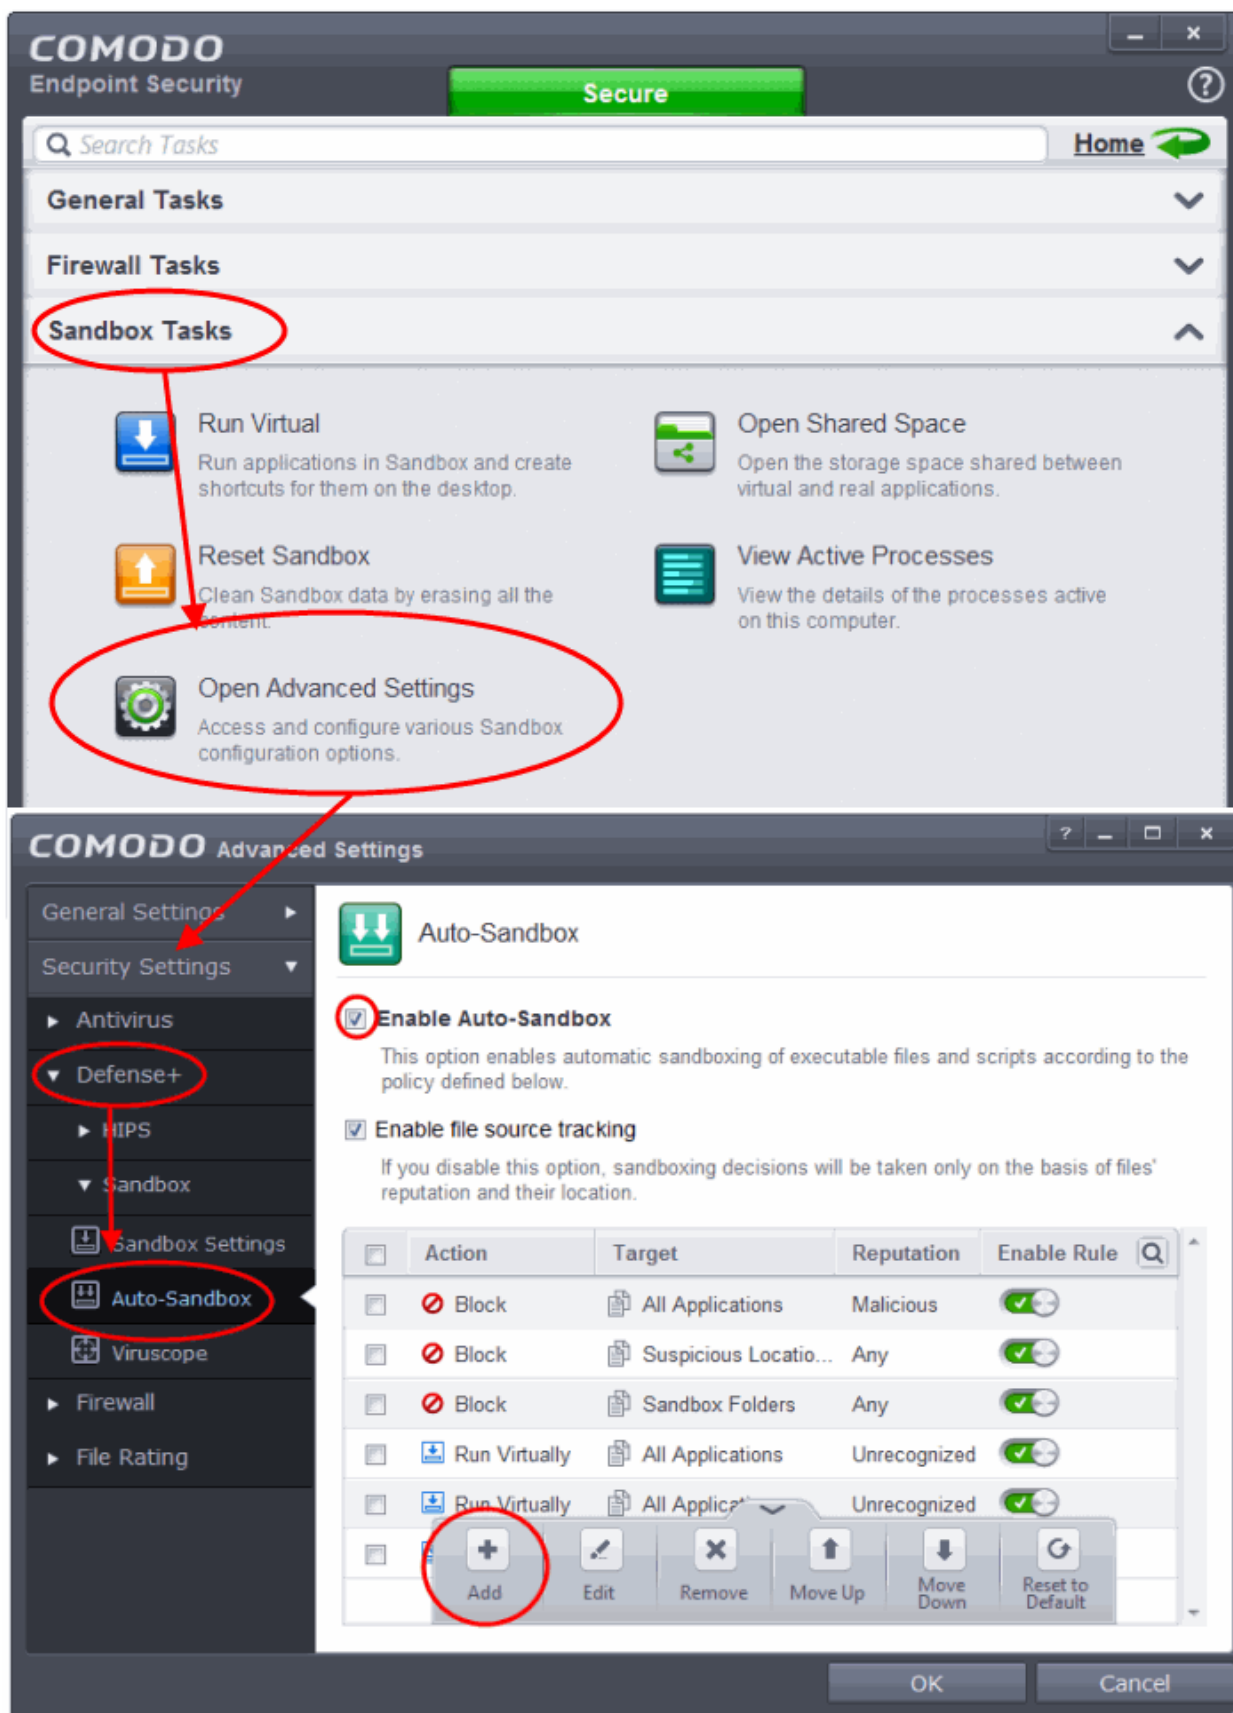 COMODO
Endpoint Security
Secure
?
Search Tasks
Home
General Tasks
Firewall Tasks
Sandbox Tasks
Run Virtual
Run applications in Sandbox and create
shortcuts for them on the desktop.
Open Shared Space
Open the storage space shared between
virtual and real applications.
Reset Sandbox
Clean Sandbox data by erasing all the
content.
View Active Processes
View the details of the processes active
on this computer.
Open Advanced Settings
Access and configure various Sandbox
configuration options.
COMODO Advanced Settings
?
General Settings
Security Settings
Antivirus
Defense+
HIPS
Sandbox
Sandbox Settings
Auto-Sandbox
Viruscope
Firewall
File Rating
Auto-Sandbox
Enable Auto-Sandbox
This option enables automatic sandboxing of executable files and scripts according to the
policy defined below.
Enable file source tracking
If you disable this option, sandboxing decisions will be taken only on the basis of files'
reputation and their location.
Action Target Reputation Enable Rule
Block All Applications Malicious
Block Suspicious Locatio... Any
Block Sandbox Folders Any
Run Virtually All Applications Unrecognized
Run Virtually All Applicat Unrecognized
Add Edit Remove Move Up Move Down Reset to Default
OK Cancel